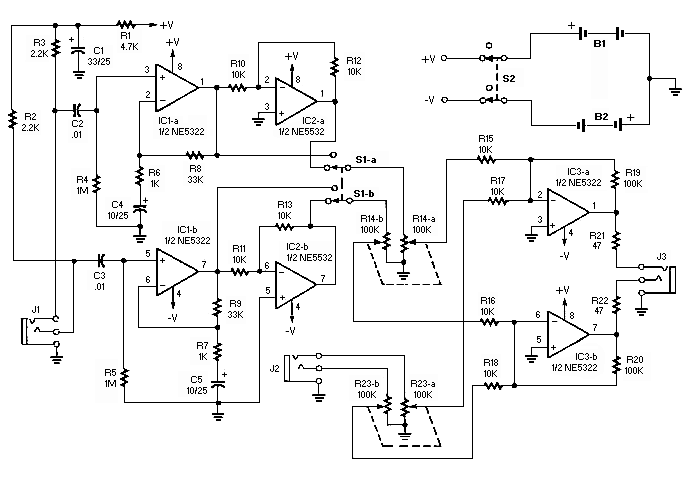 R1
4.7K
+V
R3
2.2K
+
C1
33/25
+V
8
3
+
1
2
−
IC1-a
1/2 NE5322
R10
10K
+V
8
2
−
1
3
+
IC2-a
1/2 NE5532
R12
10K
+
B1
+V
S2
-V
B2
+
R2
2.2K
C2
.01
R4
1M
R6
1K
R8
33K
+
C4
10/25
S1-a
S1-b
R15
10K
R17
10K
IC3-a
1/2 NE5322
2
−
1
3
+
4
-V
R19
100K
R21
47
J3
R14-b
100K
R14-a
100K
IC1-b
1/2 NE5322
C3
.01
5
+
7
6
−
4
-V
R11
10K
R13
10K
IC2-b
1/2 NE5532
6
−
7
5
+
4
-V
R9
33K
R7
1K
+
C5
10/25
J1
R5
1M
J2
R16
10K
R18
10K
+V
8
6
−
7
5
+
IC3-b
1/2 NE5322
R22
47
R20
100K
R23-b
100K
R23-a
100K